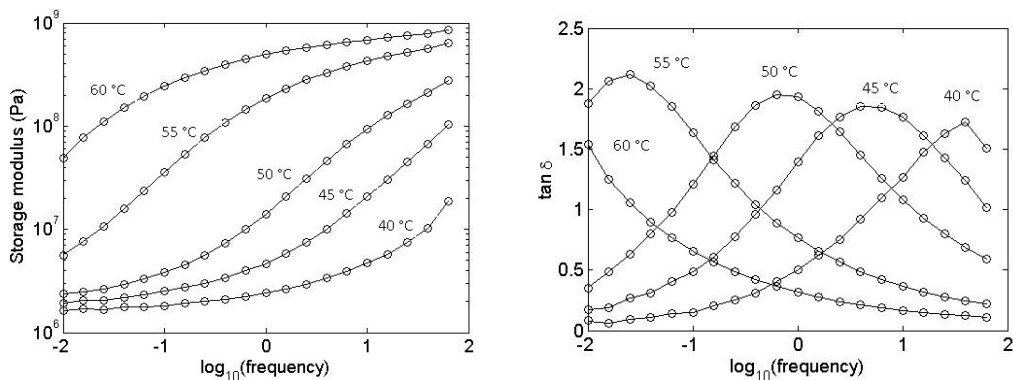 10^9
10^8
10^7
10^6
Storage modulus (Pa)
60 °C
55 °C
50 °C
45 °C
40 °C
-2
-1
0
1
2
log_10(frequency)
2.5
2
1.5
1
0.5
0
tan δ
55 °C
50 °C
45 °C
40 °C
60 °C
-2
-1
0
1
2
log_10(frequency)